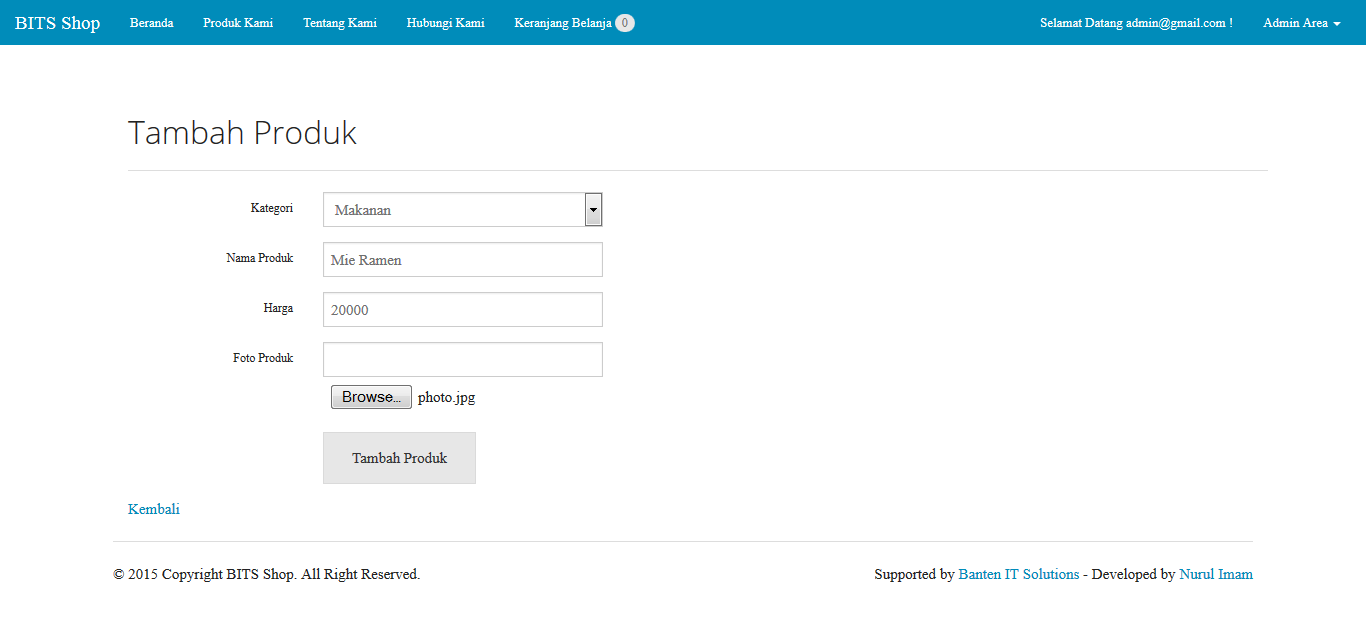 BITS Shop Beranda Produk Kami Tentang Kami Hubungi Kami Keranjang Belanja 0 Selamat Datang admin@gmail.com ! Admin Area
Tambah Produk
Kategori Makanan
Nama Produk Mie Ramen
Harga 20000
Foto Produk
Browse... photo.jpg
Tambah Produk
Kembali
© 2015 Copyright BITS Shop. All Right Reserved. Supported by Banten IT Solutions - Developed by Nurul Imam